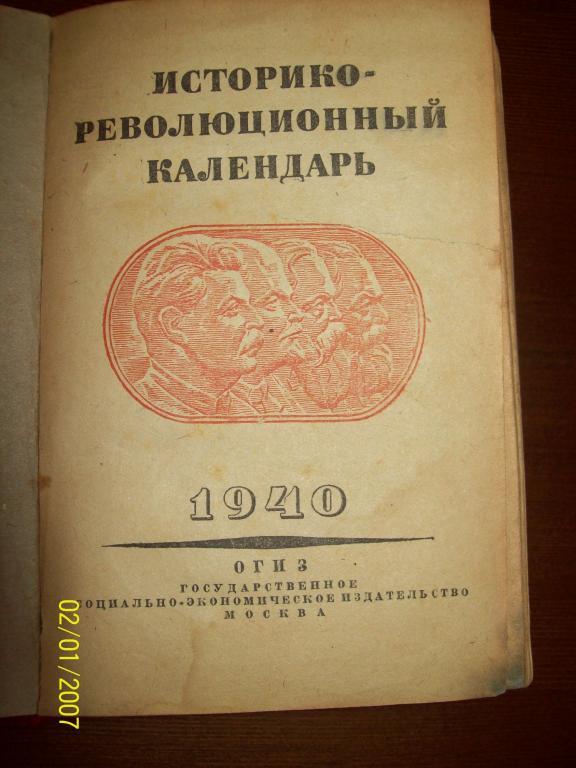 ИСТОРИКО-
РЕВОЛЮЦИОННЫЙ
КАЛЕНДАРЬ
1940
ОГИЗ
ГОСУДАРСТВЕННОЕ
СОЦИАЛЬНО-ЭКОНОМИЧЕСКОЕ ИЗДАТЕЛЬСТВО
МОСКВА
02/01/2007